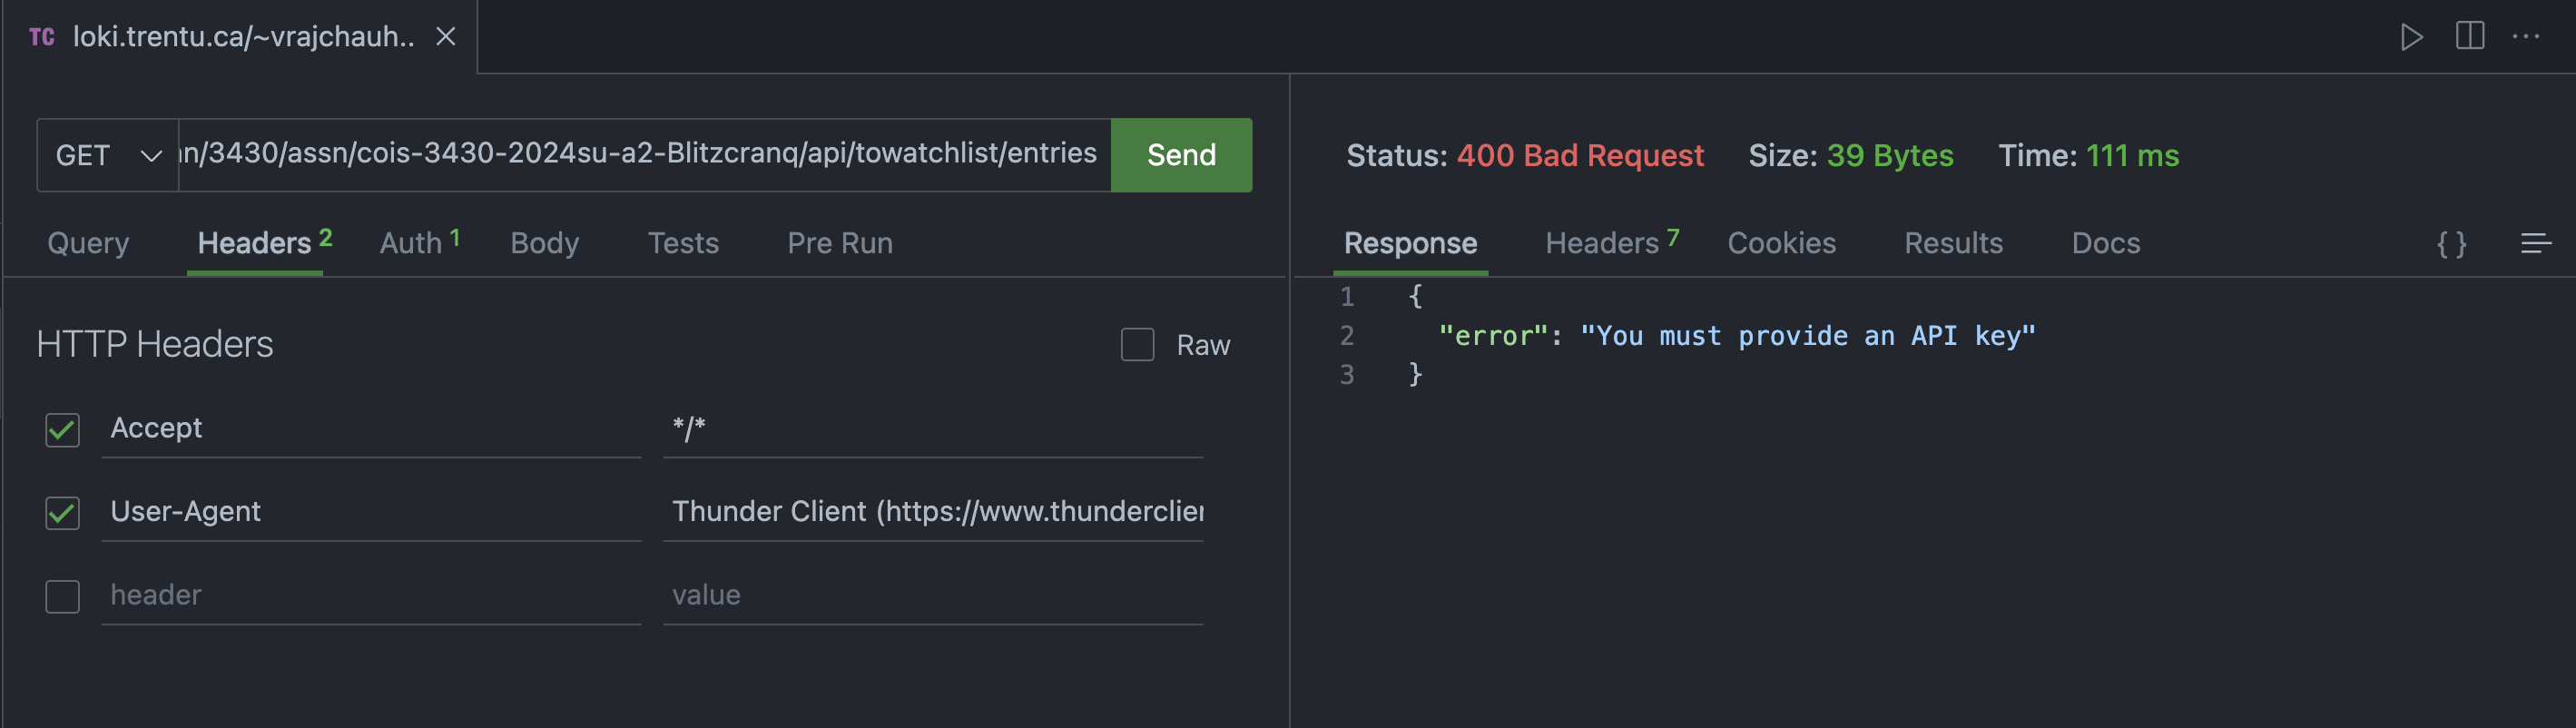 TC loki.trentu.ca/~vrajchauh..
GET n/3430/assn/cois-3430-2024su-a2-Blitzcranq/api/towatchlist/entries Send
Query Headers 2 Auth 1 Body Tests Pre Run
HTTP Headers Raw
Accept */*
User-Agent Thunder Client (https://www.thunderclien
header value
Status: 400 Bad Request Size: 39 Bytes Time: 111 ms
Response Headers 7 Cookies Results Docs { }
1 {
2 "error": "You must provide an API key"
3 }